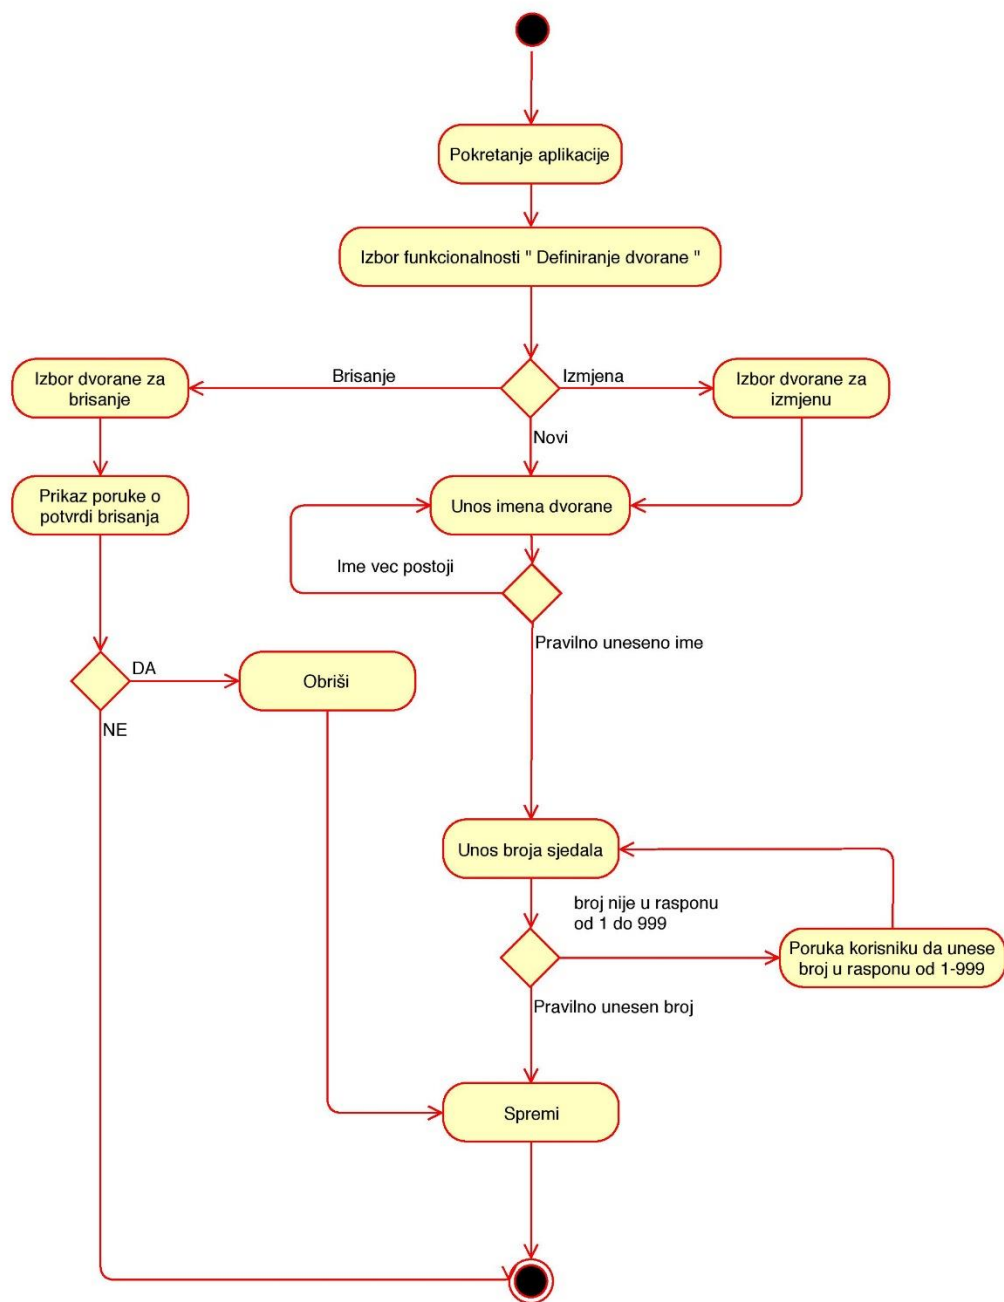 Pokretanje aplikacije
Izbor funkcionalnosti " Definiranje dvorane "
Brisanje
Izmjena
Izbor dvorane za
brisanje
Izbor dvorane za
izmjenu
Novi
Prikaz poruke o
potvrdi brisanja
Unos imena dvorane
Ime vec postoji
Pravilno uneseno ime
DA
Obriši
NE
Unos broja sjedala
broj nije u rasponu
od 1 do 999
Poruka korisniku da unese
broj u rasponu od 1-999
Pravilno unesen broj
Spremi